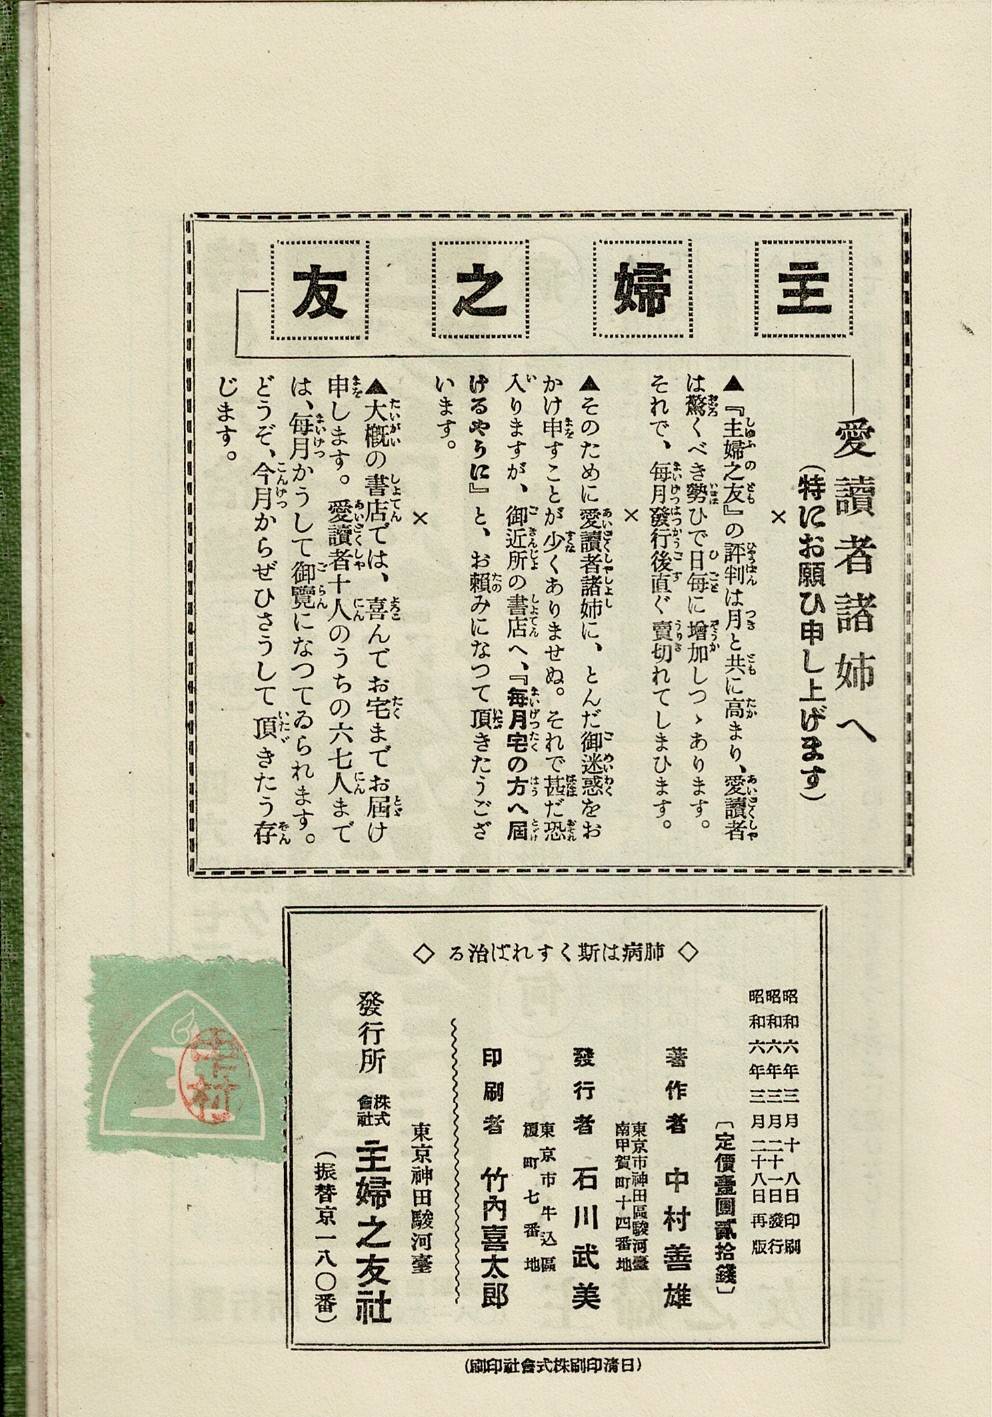 主婦之友
愛讀者諸姉へ
(特にお願ひ申し上げます)
×
▲『主婦之友』の評判は月と共に高まり、愛讀者
は驚くべき勢ひで日毎に増加しつゝあります。
それで、毎月發行後直ぐ賣切れてしまひます。
×
▲そのために愛讀者諸姉に、とんだ御迷惑をお
かけ申すことが少くありませぬ。それで甚だ恐
入りますが、御近所の書店へ、『毎月宅の方へ屆
けるやうに』と、お頼みになつて頂きたうござ
います。
×
▲大概の書店では、喜んでお宅までお屆け
申します。愛讀者十人のうちの六七人まで
は、毎月かうして御覽になつてゐられます。
どうぞ、今月からぜひさうして頂きたう存
じます。
◇ 肺病は斯くすれば治る ◇
昭和六年三月十八日印刷
昭和六年三月二十一日發行
昭和六年三月二十八日再版
〔定價壹圓貳拾錢〕
著作者 中村善雄
東京市神田區駿河臺
南甲賀町十四番地
發行者 石川武美
東京市牛込區
榎町七番地
印刷者 竹内喜太郎
東京神田駿河臺
發行所 株式會社 主婦之友社
(振替東京一八〇番)
中村
(日清印刷株式會社印刷)